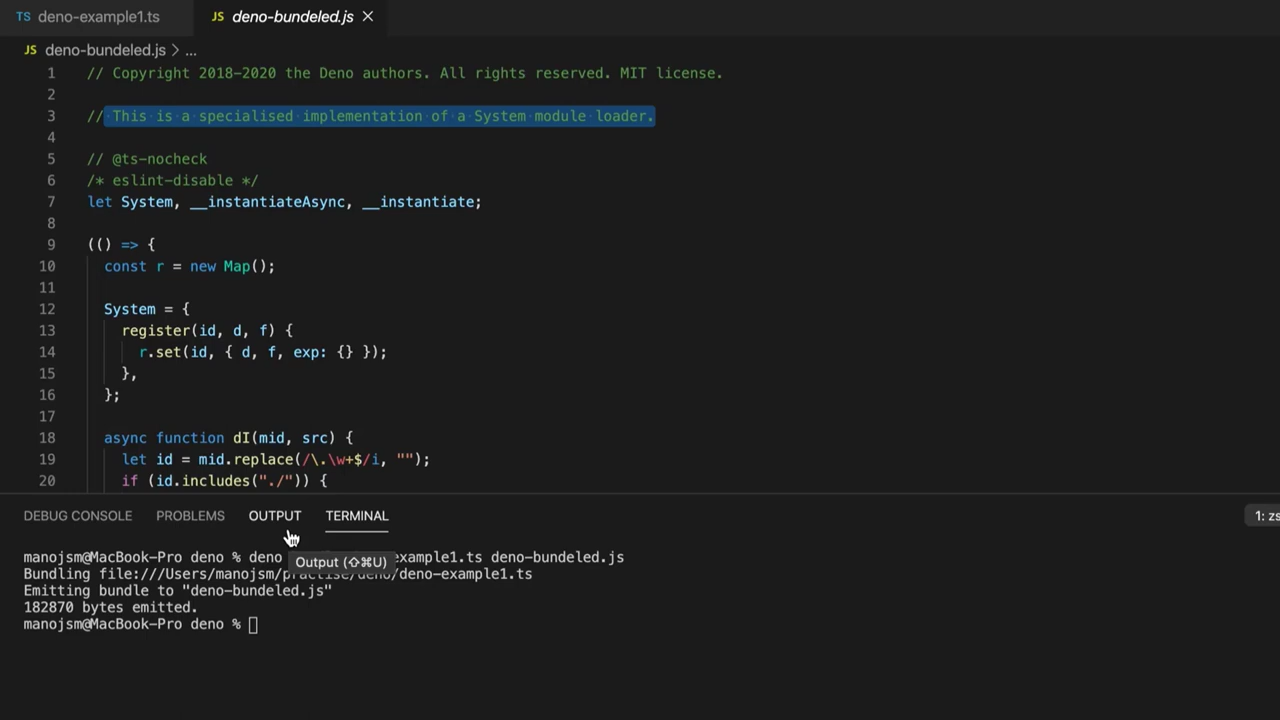 TS deno-example1.ts JS deno-bundeled.js ×
JS deno-bundeled.js > ...
1 // Copyright 2018-2020 the Deno authors. All rights reserved. MIT license.
2
3 // This is a specialised implementation of a System module loader.
4
5 // @ts-nocheck
6 /* eslint-disable */
7 let System, __instantiateAsync, __instantiate;
8
9 (() => {
10 const r = new Map();
11
12 System = {
13 register(id, d, f) {
14 r.set(id, { d, f, exp: {} });
15 },
16 };
17
18 async function dI(mid, src) {
19 let id = mid.replace(/\.\w+$/i, "");
20 if (id.includes("./")) {
DEBUG CONSOLE PROBLEMS OUTPUT TERMINAL 1: zs
manojsm@MacBook-Pro deno % deno example1.ts deno-bundeled.js
Output (⇧⌘U)
Bundling file:///Users/manojsm/practise/deno/deno-example1.ts
Emitting bundle to "deno-bundeled.js"
182870 bytes emitted.
manojsm@MacBook-Pro deno %